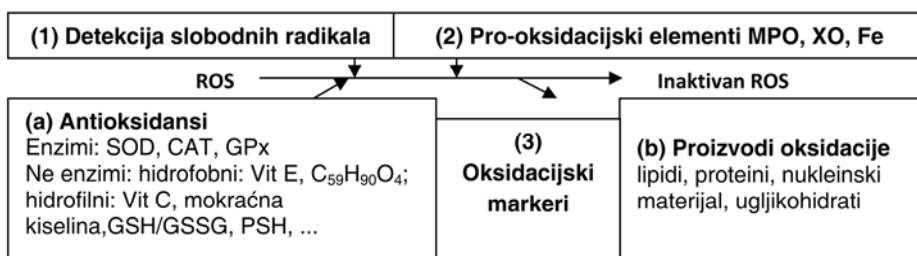 (1) Detekcija slobodnih radikala
(2) Pro-oksidacijski elementi MPO, XO, Fe
ROS
Inaktivan ROS
(a) Antioksidansi
Enzimi: SOD, CAT, GPx
Ne enzimi: hidrofobni: Vit E, C₅₉H₉₀O₄;
hidrofilni: Vit C, mokraćna
kiselina,GSH/GSSG, PSH, ...
(3)
Oksidacijski
markeri
(b) Proizvodi oksidacije
lipidi, proteini, nukleinski
materijal, ugljikohidrati